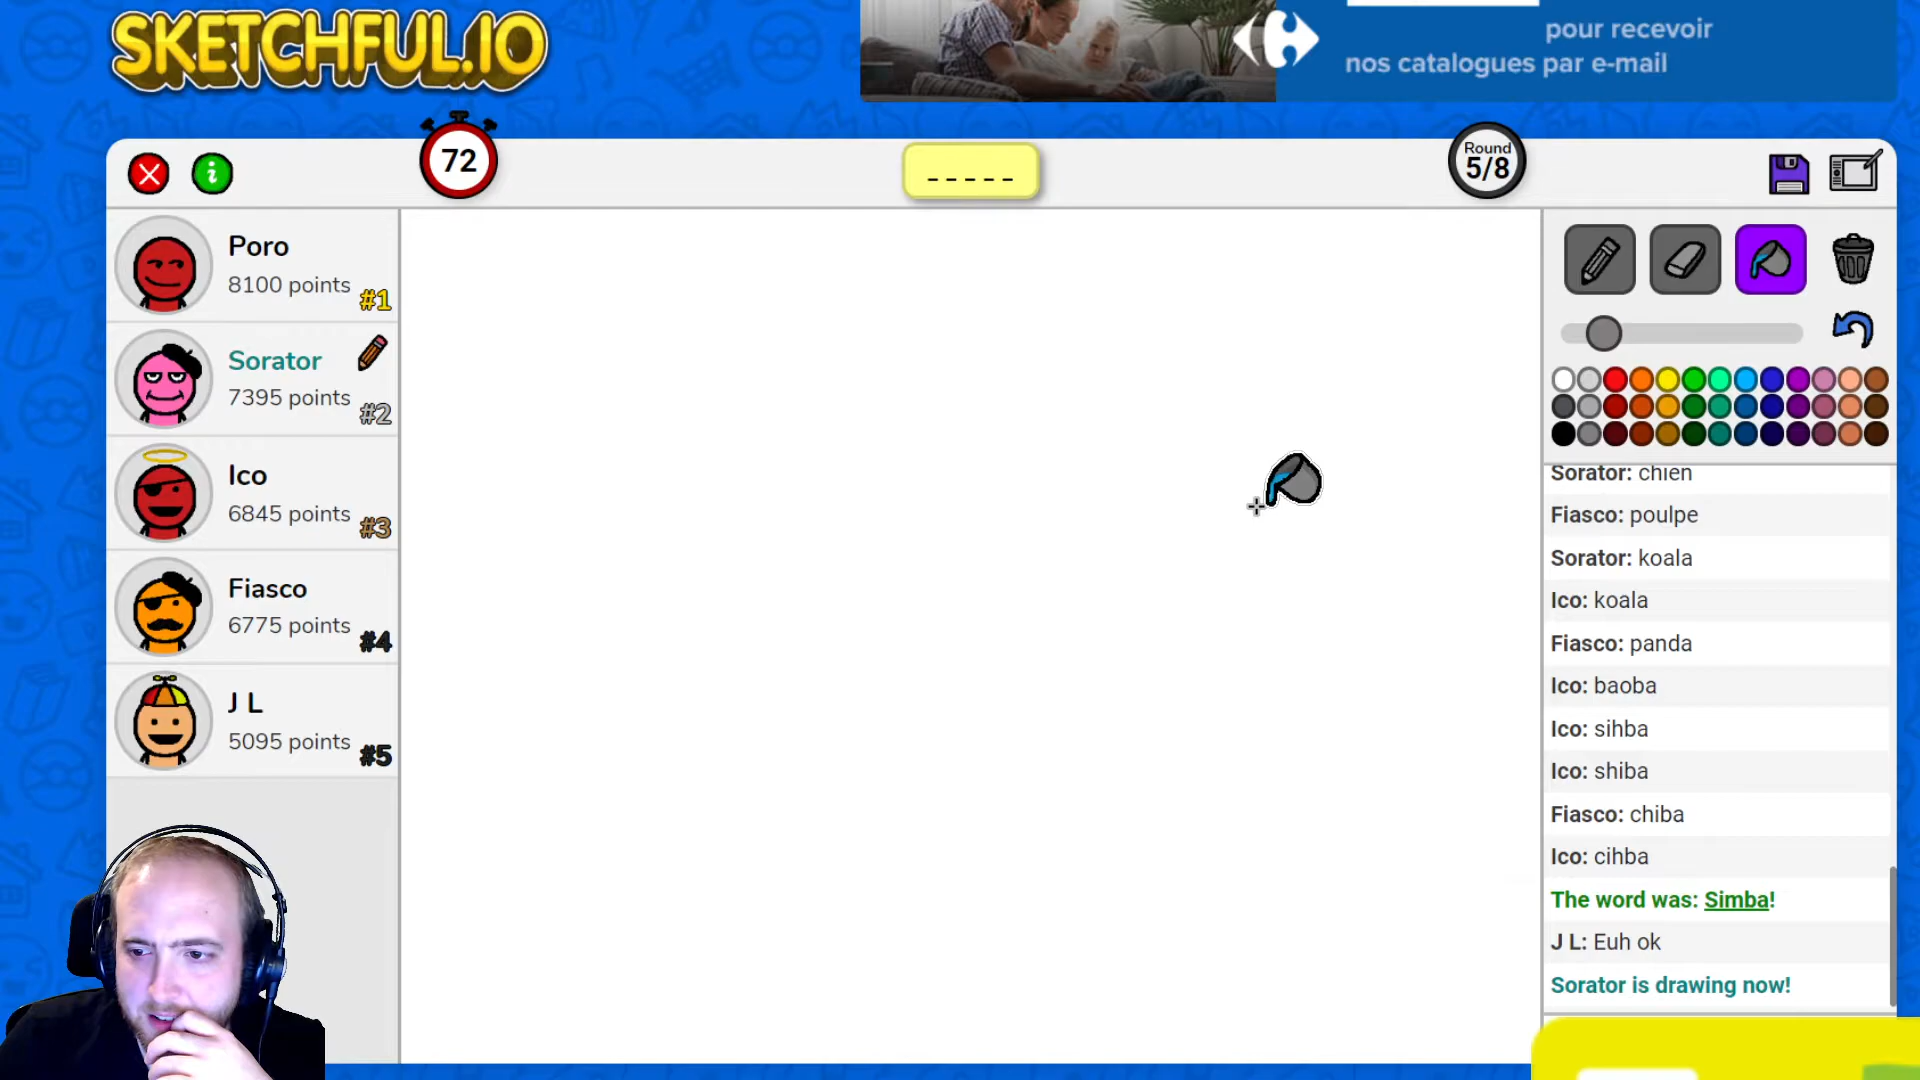 SKETCHFUL.IO
pour recevoir
nos catalogues par e-mail
72
_ _ _ _ _
Round
5/8
Poro
8100 points
#1
Sorator
7395 points
#2
Ico
6845 points
#3
Fiasco
6775 points
#4
J L
5095 points
#5
Sorator: chien
Fiasco: poulpe
Sorator: koala
Ico: koala
Fiasco: panda
Ico: baoba
Ico: sihba
Ico: shiba
Fiasco: chiba
Ico: cihba
The word was: Simba!
J L: Euh ok
Sorator is drawing now!